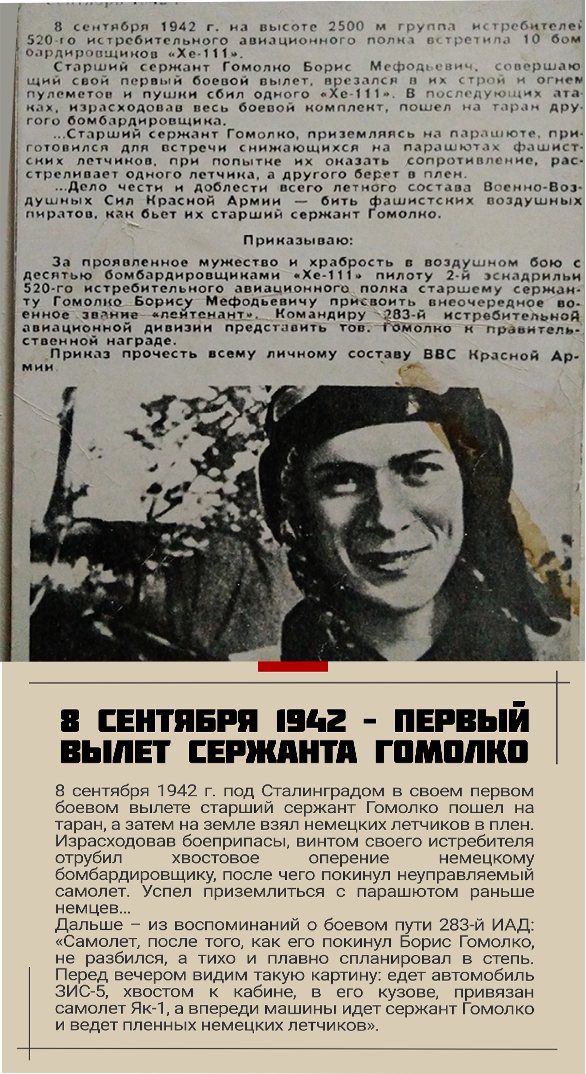 8 сентября 1942 г. на высоте 2500 м группа истребителей
520-го истребительного авиационного полка встретила 10 бом
бардировщиков «Хе-111».
Старший сержант Гомолко Борис Мефодьевич, совершаю
щий свой первый боевой вылет, врезался в их строй и огнем
пулеметов и пушки сбил одного «Хе-111». В последующих ата-
ках, израсходовав весь боевой комплект, пошел на таран дру-
гого бомбардировщика.
...Старший сержант Гомолко, приземляясь на парашюте, при-
готовился для встречи снижающихся на парашютах фашист-
ских летчиков, при попытке их оказать сопротивление, рас-
стреливает одного летчика, а другого берет в плен.
...Дело чести и доблести всего летного состава Военно-Воз-
душных Сил Красной Армии — бить фашистских воздушных
пиратов, как бьет их старший сержант Гомолко.
Приказываю:
За проявленное мужество и храбрость в воздушном бою с
десятью бомбардировщиками «Хе-111» пилоту 2-й эскадрильи
520-го истребительного авиационного полка старшему сержан-
ту Гомолко Борису Мефодьевичу присвоить внеочередное во-
енное звание «лейтенант». Командиру 283-й истребительной
авиационной дивизии представить тов. Гомолко к правитель-
ственной награде.
Приказ прочесть всему личному составу ВВС Красной Ар-
мии
8 СЕНТЯБРЯ 1942 - ПЕРВЫЙ
ВЫЛЕТ СЕРЖАНТА ГОМОЛКО
8 сентября 1942 г. под Сталинградом в своем первом
боевом вылете старший сержант Гомолко пошел на
таран, а затем на земле взял немецких летчиков в плен.
Израсходовав боеприпасы, винтом своего истребителя
отрубил хвостовое оперение немецкому
бомбардировщику, после чего покинул неуправляемый
самолет. Успел приземлиться с парашютом раньше
немцев...
Дальше – из воспоминаний о боевом пути 283-й ИАД:
«Самолет, после того, как его покинул Борис Гомолко,
не разбился, а тихо и плавно спланировал в степь.
Перед вечером видим такую картину: едет автомобиль
ЗИС-5, хвостом к кабине, в его кузове, привязан
самолет Як-1, а впереди машины идет сержант Гомолко
и ведет пленных немецких летчиков».